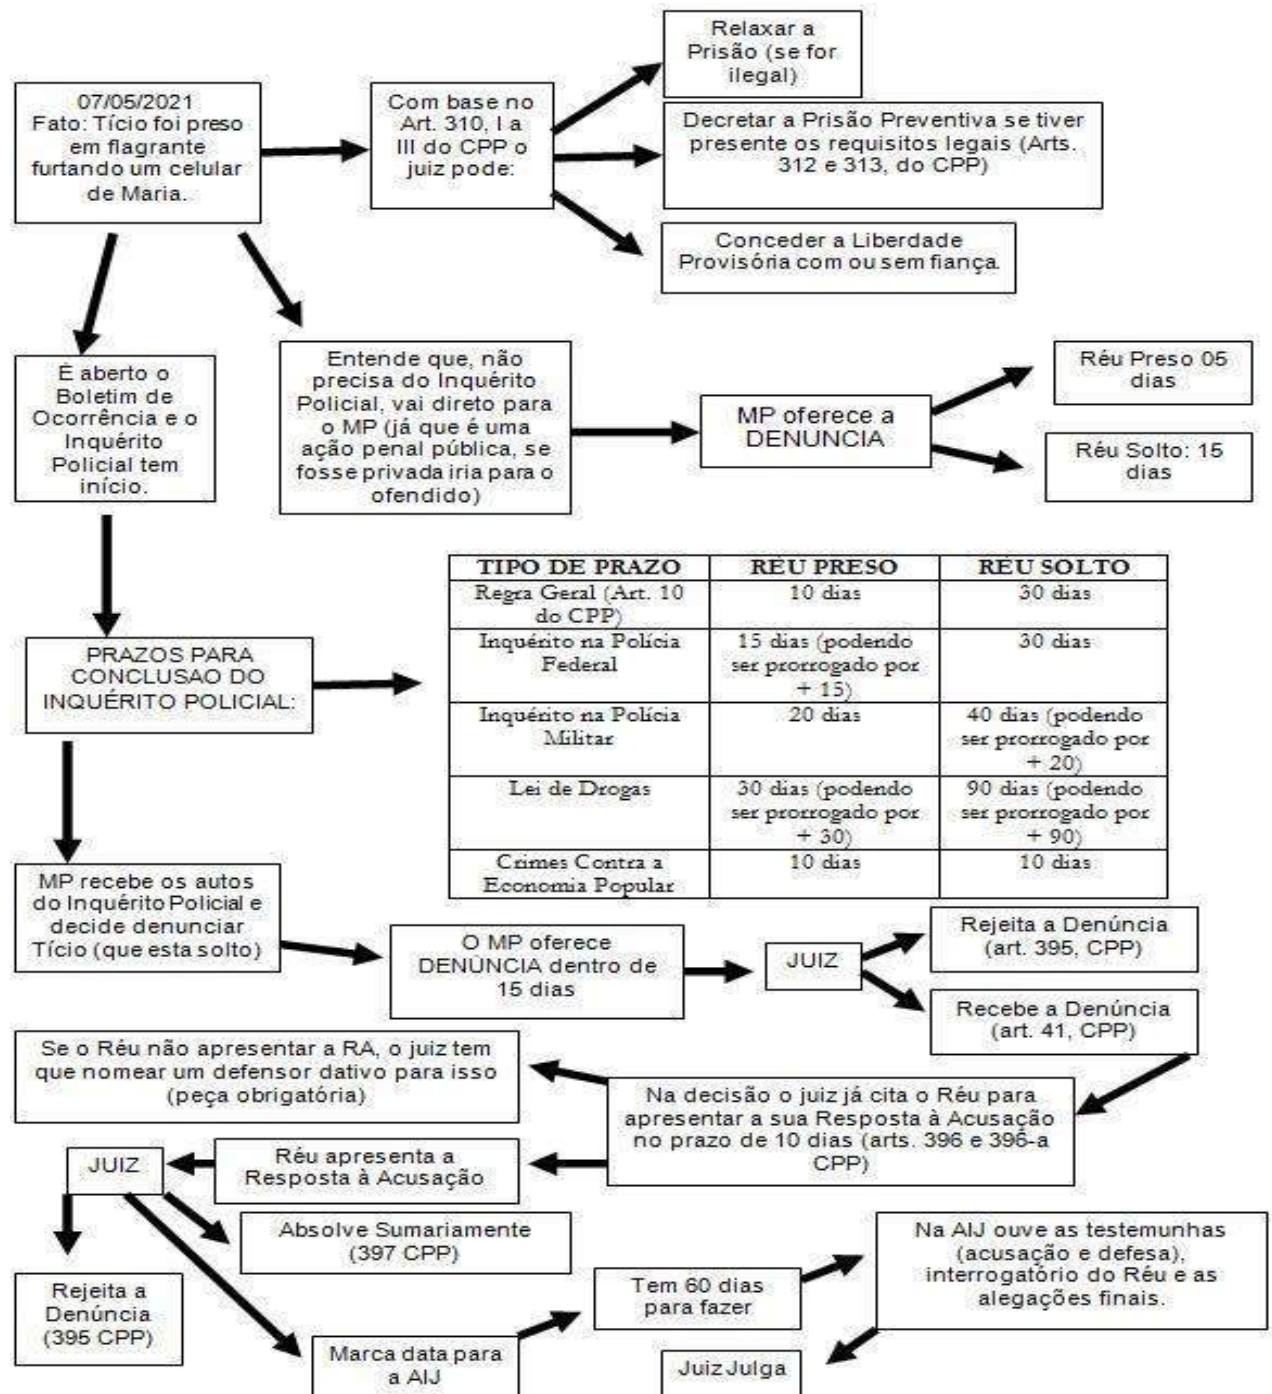 Relaxar a
Prisão (se for
ilegal)
07/05/2021
Fato: Tício foi preso
em flagrante
furtando um celular
de Maria.
Com base no
Art. 310, I a
III do CPP o
juiz pode:
Decretar a Prisão Preventiva se tiver
presente os requisitos legais (Arts.
312 e 313, do CPP)
Conceder a Liberdade
Provisória com ou sem fiança.
É aberto o
Boletim de
Ocorrência e o
Inquérito
Policial tem
início.
Entende que, não
precisa do Inquérito
Policial, vai direto para
o MP (já que é uma
ação penal pública, se
fosse privada iria para o
ofendido)
MP oferece a
DENUNCIA
Réu Preso 05
dias
Réu Solto: 15
dias
PRAZOS PARA
CONCLUSAO DO
INQUÉRITO POLICIAL:
TIPO DE PRAZO RÉU PRESO RÉU SOLTO
Regra Geral (Art. 10 10 dias 30 dias
do CPP)
Inquérito na Polícia 15 dias (podendo 30 dias
Federal ser prorrogado por
+ 15)
Inquérito na Polícia 20 dias 40 dias (podendo
Militar ser prorrogado por
+ 20)
Lei de Drogas 30 dias (podendo 90 dias (podendo
ser prorrogado por ser prorrogado por
+ 30) + 90)
Crimes Contra a 10 dias 10 dias
Economia Popular
MP recebe os autos
do Inquérito Policial e
decide denunciar
Tício (que esta solto)
O MP oferece
DENÚNCIA dentro de
15 dias
JUIZ
Rejeita a Denúncia
(art. 395, CPP)
Recebe a Denúncia
(art. 41, CPP)
Se o Réu não apresentar a RA, o juiz tem
que nomear um defensor dativo para isso
(peça obrigatória)
Na decisão o juiz já cita o Réu para
apresentar a sua Resposta à Acusação
no prazo de 10 dias (arts. 396 e 396-a
CPP)
Réu apresenta a
Resposta à Acusação
JUIZ
Absolve Sumariamente
(397 CPP)
Rejeita a
Denúncia
(395 CPP)
Marca data para
a AIJ
Tem 60 dias
para fazer
Na AIJ ouve as testemunhas
(acusação e defesa),
interrogatório do Réu e as
alegações finais.
Juiz Julga